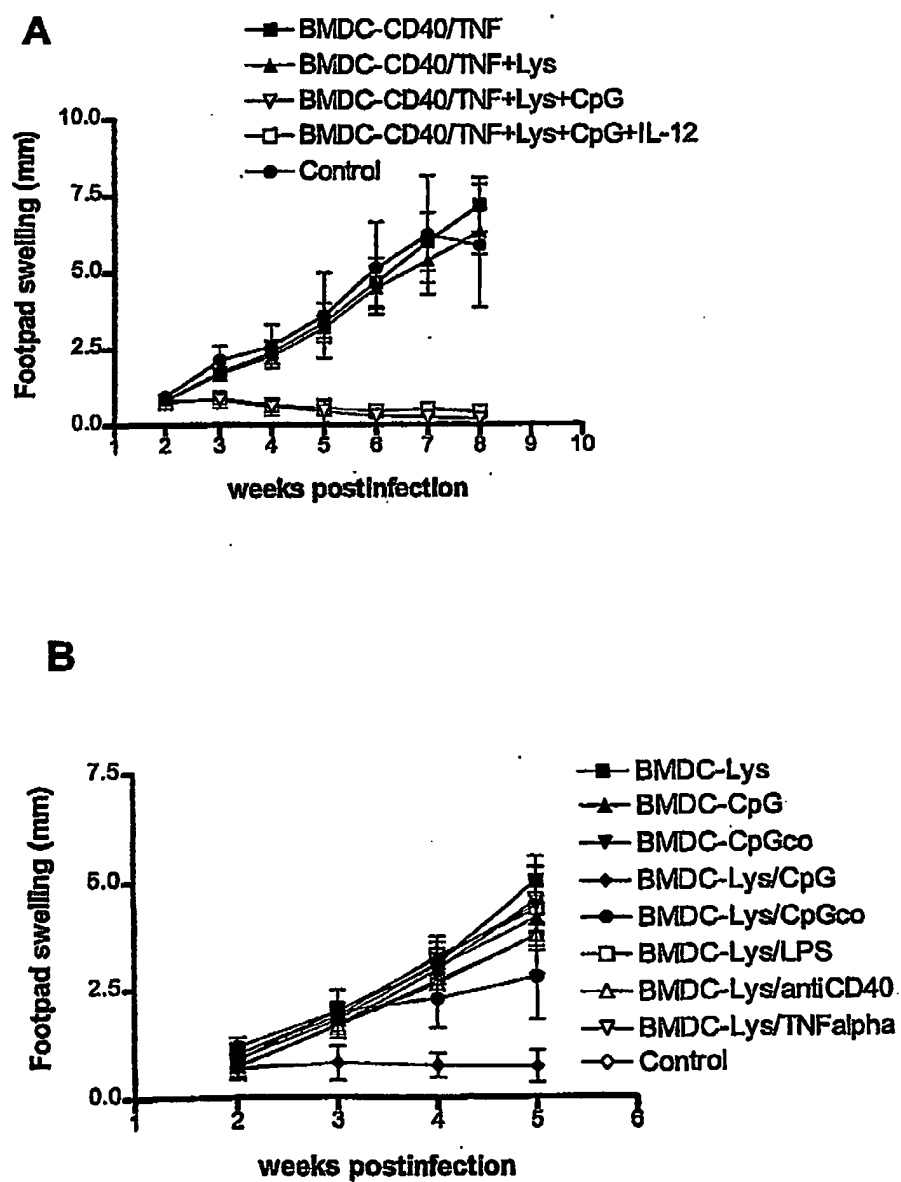 A
BMDC-CD40/TNF
BMDC-CD40/TNF+Lys
BMDC-CD40/TNF+Lys+CpG
BMDC-CD40/TNF+Lys+CpG+IL-12
Control
10.0
7.5
5.0
2.5
0.0
Footpad swelling (mm)
1 2 3 4 5 6 7 8 9 10
weeks postinfection
B
BMDC-Lys
BMDC-CpG
BMDC-CpGco
BMDC-Lys/CpG
BMDC-Lys/CpGco
BMDC-Lys/LPS
BMDC-Lys/antiCD40
BMDC-Lys/TNFalpha
Control
7.5
5.0
2.5
0.0
Footpad swelling (mm)
1 2 3 4 5 6
weeks postinfection